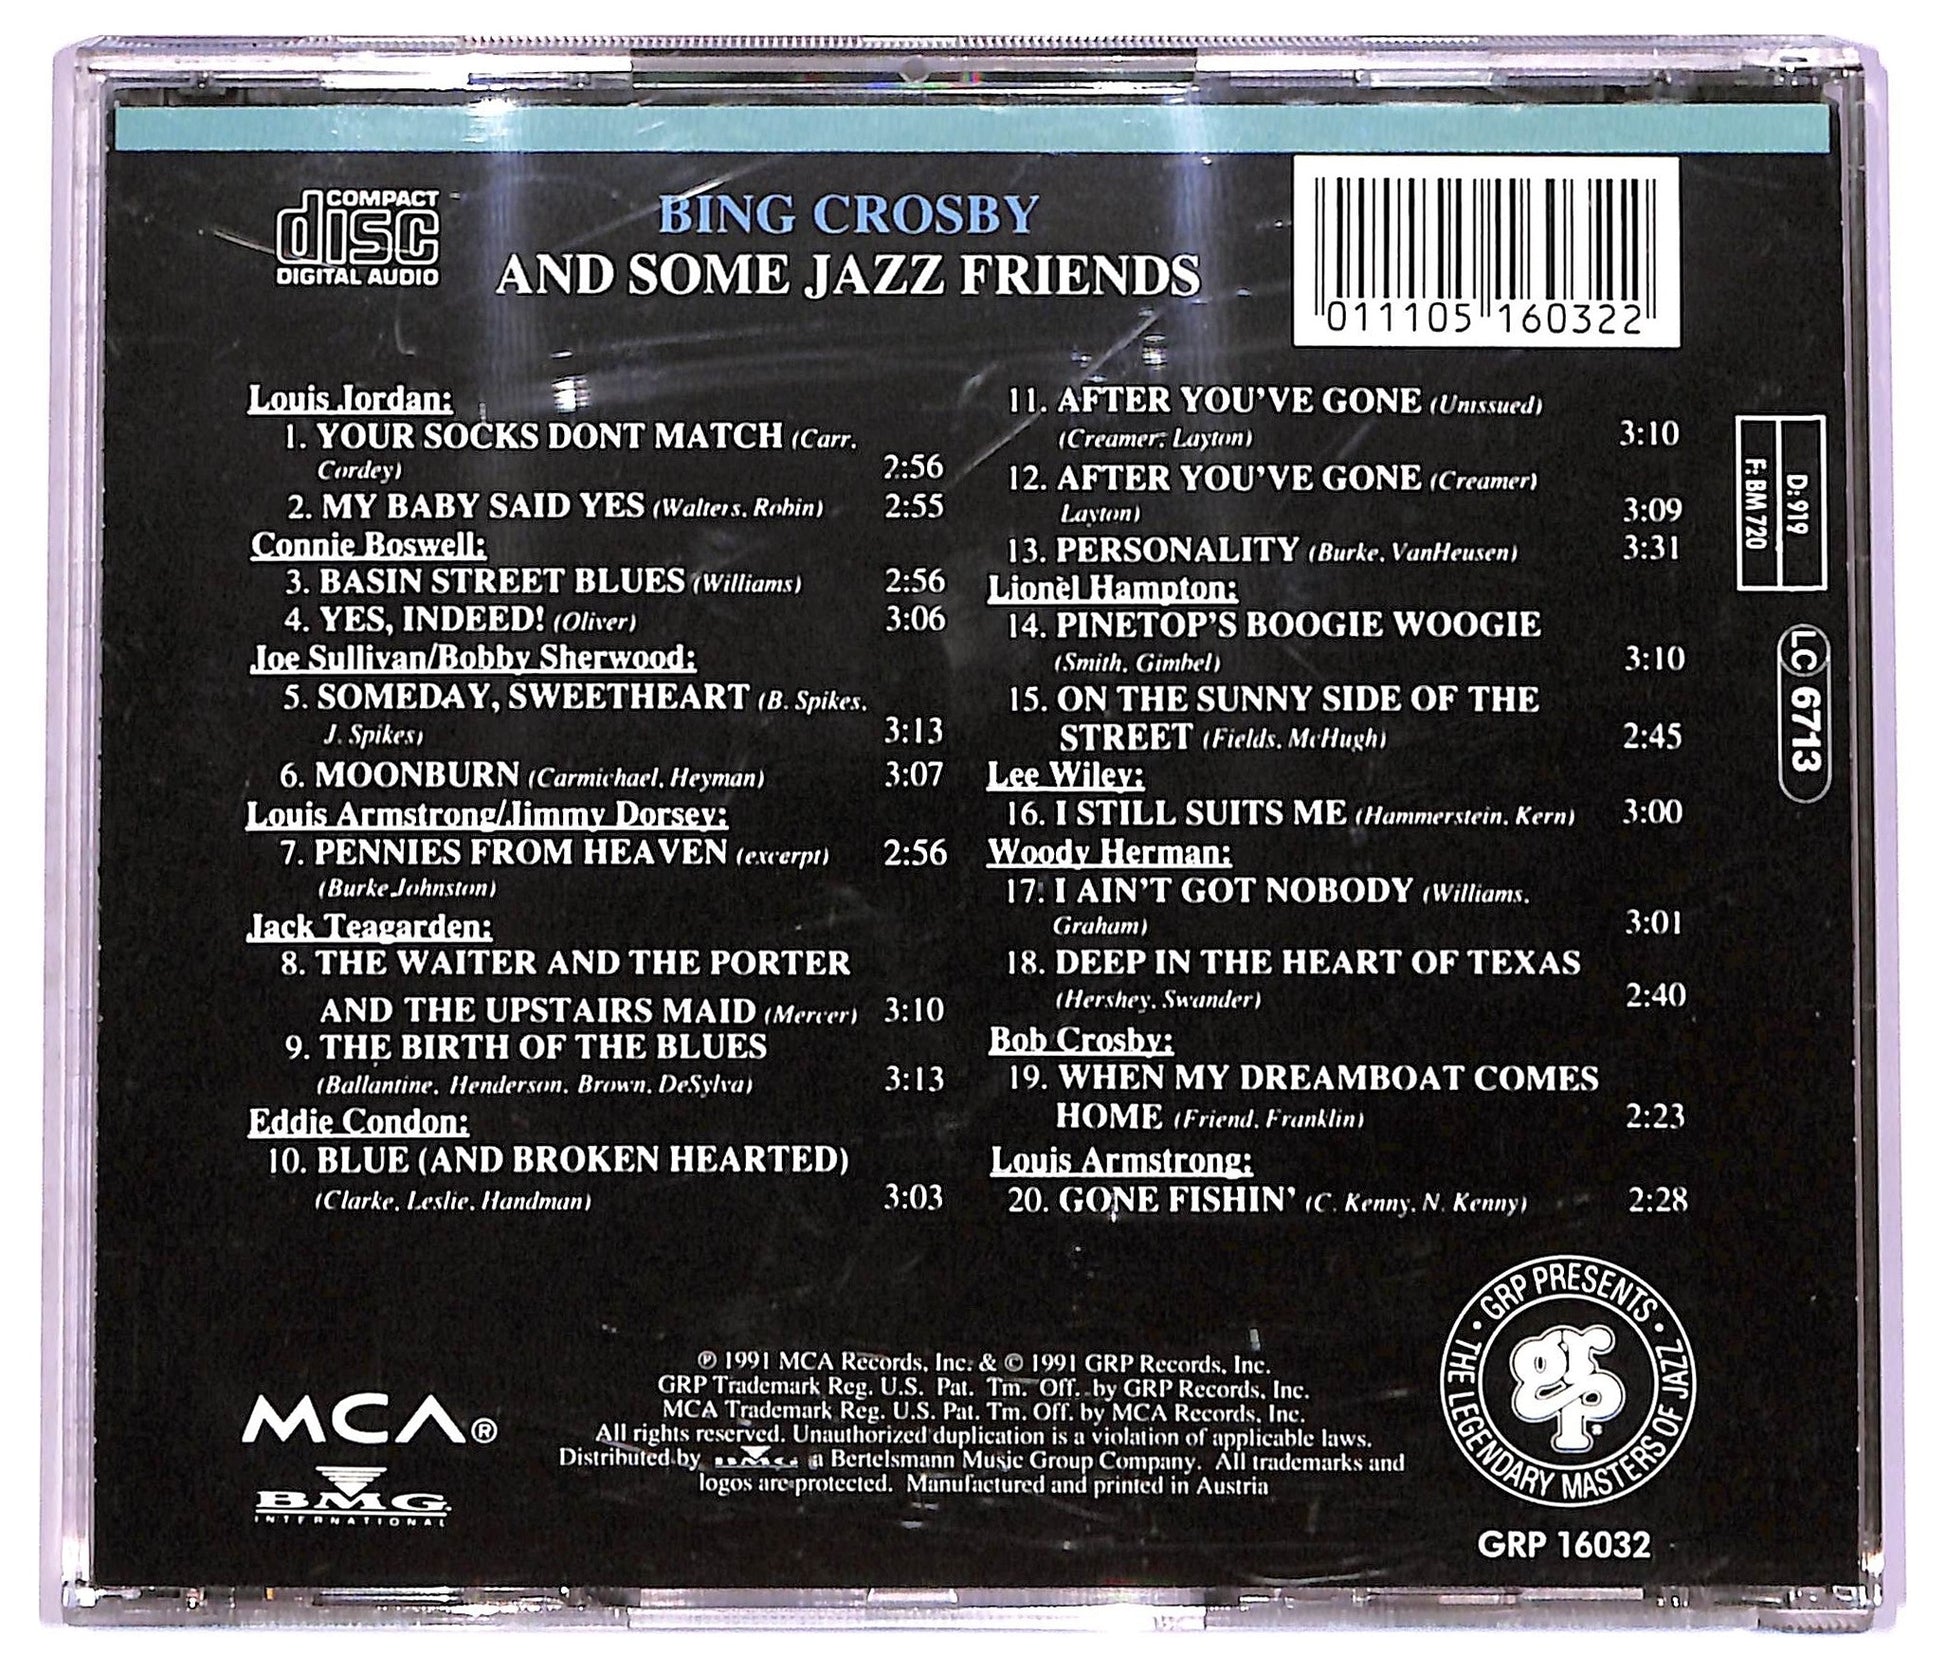 COMPACT
disc
DIGITAL AUDIO
BING CROSBY
AND SOME JAZZ FRIENDS
011105 160322
Louis Jordan:
1. YOUR SOCKS DONT MATCH (Carr,
Cordey) 2:56
2. MY BABY SAID YES (Walters, Robin) 2:55
Connie Boswell:
3. BASIN STREET BLUES (Williams) 2:56
4. YES, INDEED! (Oliver) 3:06
Joe Sullivan/Bobby Sherwood:
5. SOMEDAY, SWEETHEART (B. Spikes,
J. Spikes) 3:13
6. MOONBURN (Carmichael, Heyman) 3:07
Louis Armstrong/Jimmy Dorsey:
7. PENNIES FROM HEAVEN (excerpt) 2:56
(Burke,Johnston)
Jack Teagarden:
8. THE WAITER AND THE PORTER
AND THE UPSTAIRS MAID (Mercer) 3:10
9. THE BIRTH OF THE BLUES
(Ballantine, Henderson, Brown, DeSylva) 3:13
Eddie Condon:
10. BLUE (AND BROKEN HEARTED)
(Clarke, Leslie, Handman) 3:03
11. AFTER YOU'VE GONE (Unissued)
(Creamer, Layton) 3:10
12. AFTER YOU'VE GONE (Creamer)
Layton) 3:09
13. PERSONALITY (Burke, VanHeusen) 3:31
Lionel Hampton:
14. PINETOP'S BOOGIE WOOGIE
(Smith, Gimbel) 3:10
15. ON THE SUNNY SIDE OF THE
STREET (Fields, McHugh) 2:45
Lee Wiley:
16. I STILL SUITS ME (Hammerstein, Kern) 3:00
Woody Herman:
17. I AIN'T GOT NOBODY (Williams,
Graham) 3:01
18. DEEP IN THE HEART OF TEXAS
(Hershey, Swander) 2:40
Bob Crosby:
19. WHEN MY DREAMBOAT COMES
HOME (Friend, Franklin) 2:23
Louis Armstrong:
20. GONE FISHIN' (C. Kenny, N. Kenny) 2:28
D: 919
F: BM 720
LC 6713
MCA®
BMG
INTERNATIONAL
℗ 1991 MCA Records, Inc. & © 1991 GRP Records, Inc.
GRP Trademark Reg. U.S. Pat. Tm. Off. by GRP Records, Inc.
MCA Trademark Reg. U.S. Pat. Tm. Off. by MCA Records, Inc.
All rights reserved. Unauthorized duplication is a violation of applicable laws.
Distributed by BMG a Bertelsmann Music Group Company. All trademarks and
logos are protected. Manufactured and printed in Austria
• GRP PRESENTS •
THE LEGENDARY MASTERS OF JAZZ
grp®
GRP 16032